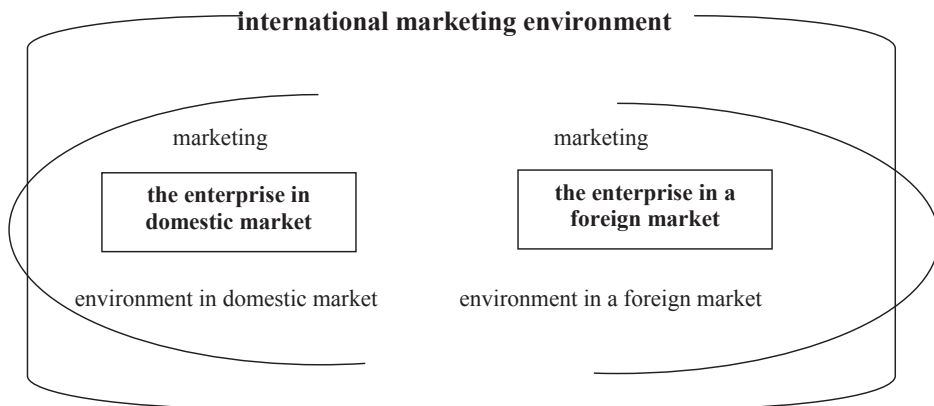 international marketing environment
marketing
the enterprise in
domestic market
environment in domestic market
marketing
the enterprise in a
foreign market
environment in a foreign market